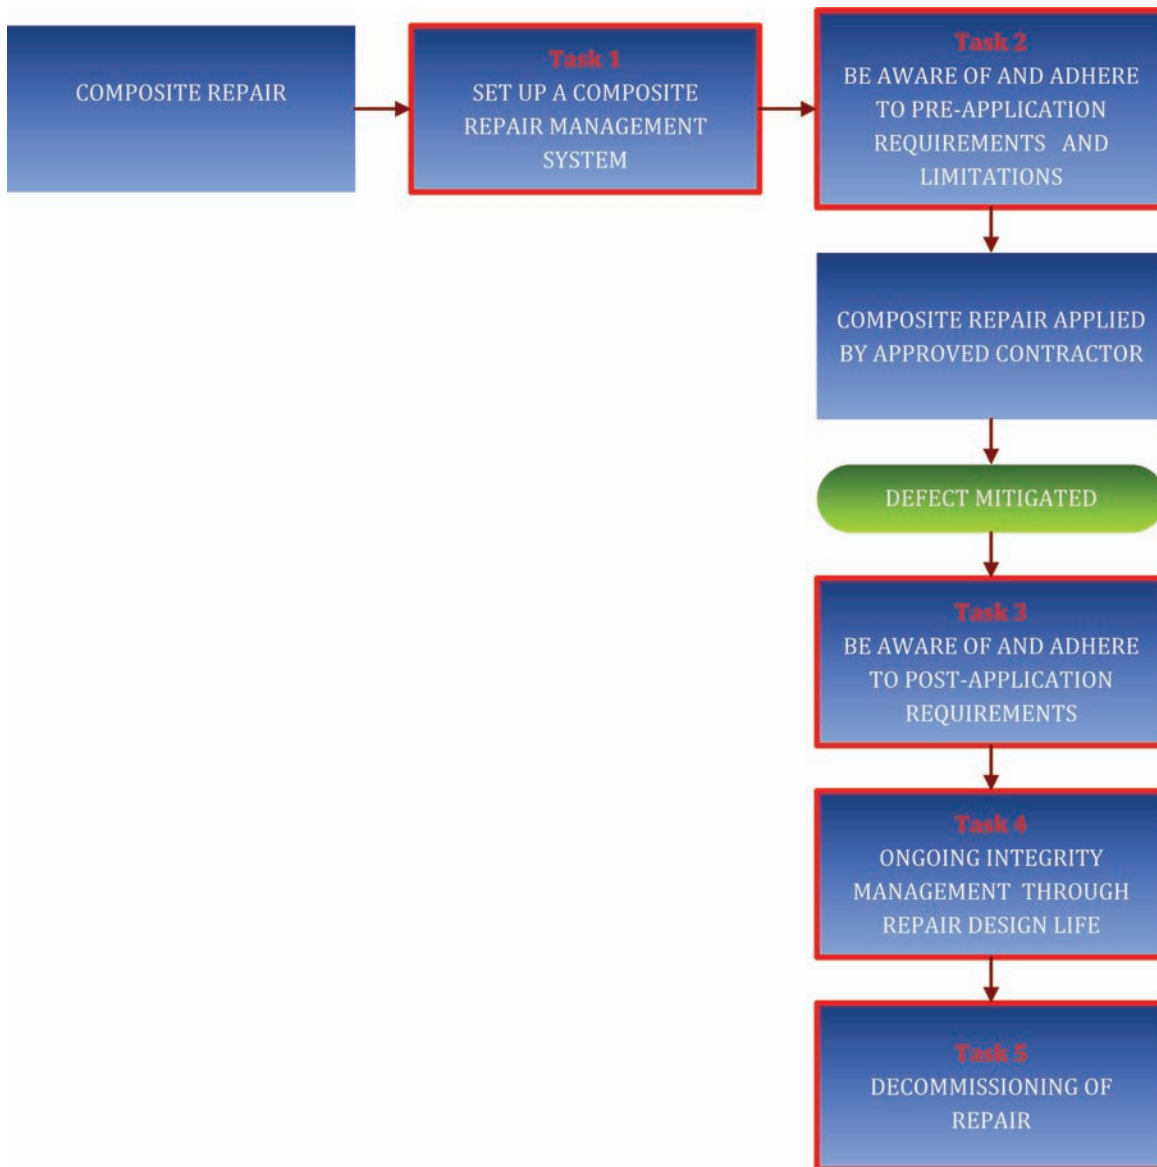 COMPOSITE REPAIR
Task 1
SET UP A COMPOSITE
REPAIR MANAGEMENT
SYSTEM
Task 2
BE AWARE OF AND ADHERE
TO PRE-APPLICATION
REQUIREMENTS AND
LIMITATIONS
COMPOSITE REPAIR APPLIED
BY APPROVED CONTRACTOR
DEFECT MITIGATED
Task 3
BE AWARE OF AND ADHERE
TO POST-APPLICATION
REQUIREMENTS
Task 4
ONGOING INTEGRITY
MANAGEMENT THROUGH
REPAIR DESIGN LIFE
Task 5
DECOMMISSIONING OF
REPAIR